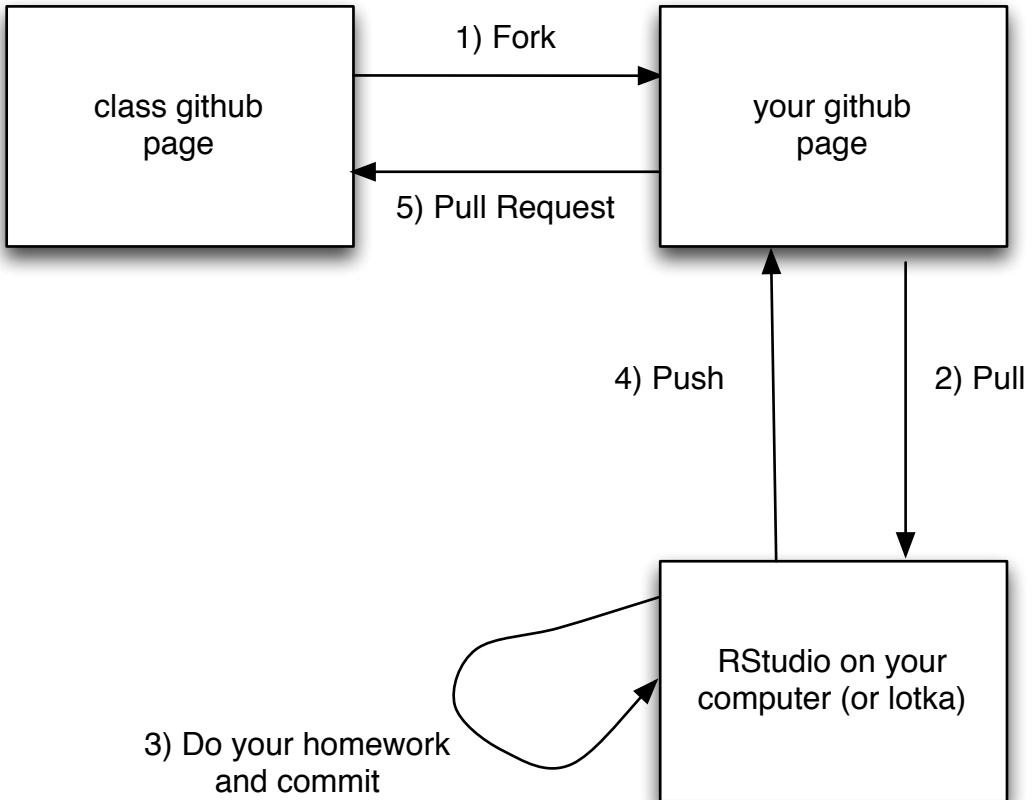 1) Fork
class github
page
your github
page
5) Pull Request
4) Push
2) Pull
RStudio on your
computer (or lotka)
3) Do your homework
and commit